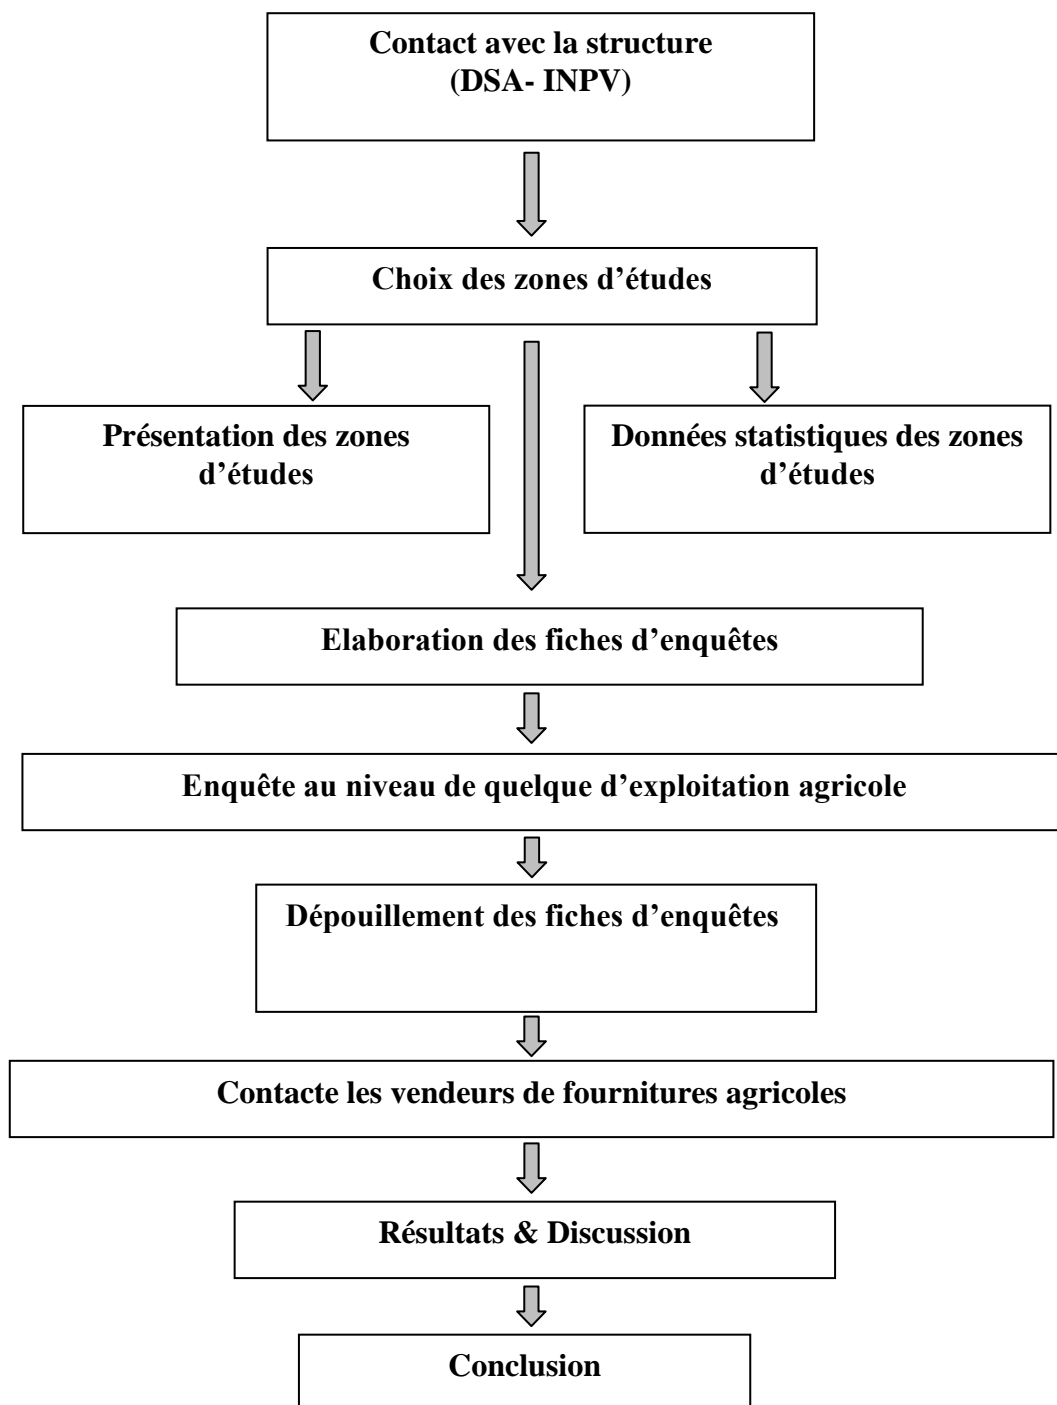 Contact avec la structure
(DSA- INPV)
Choix des zones d’études
Présentation des zones
d’études
Données statistiques des zones
d’études
Elaboration des fiches d’enquêtes
Enquête au niveau de quelque d’exploitation agricole
Dépouillement des fiches d’enquêtes
Contacte les vendeurs de fournitures agricoles
Résultats & Discussion
Conclusion